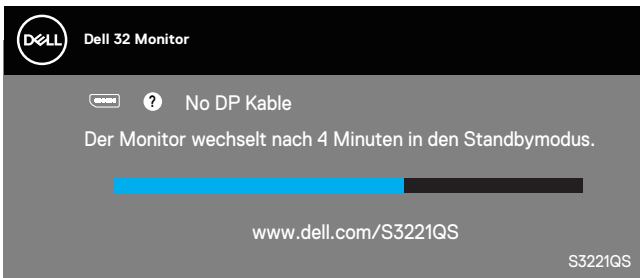 DELL
Dell 32 Monitor
No DP Kable
Der Monitor wechselt nach 4 Minuten in den Standbymodus.
www.dell.com/S3221QS
S3221QS